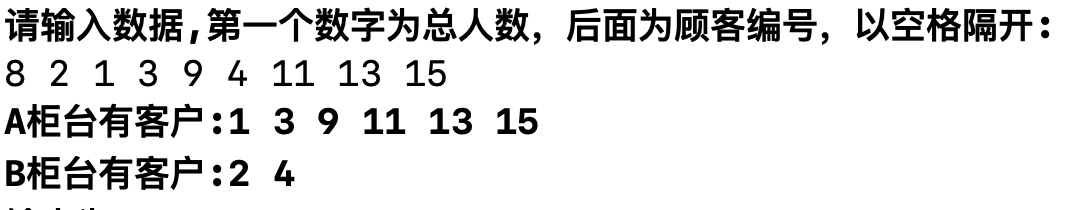 请输入数据,第一个数字为总人数，后面为顾客编号，以空格隔开:
8 2 1 3 9 4 11 13 15
A柜台有客户:1 3 9 11 13 15
B柜台有客户:2 4